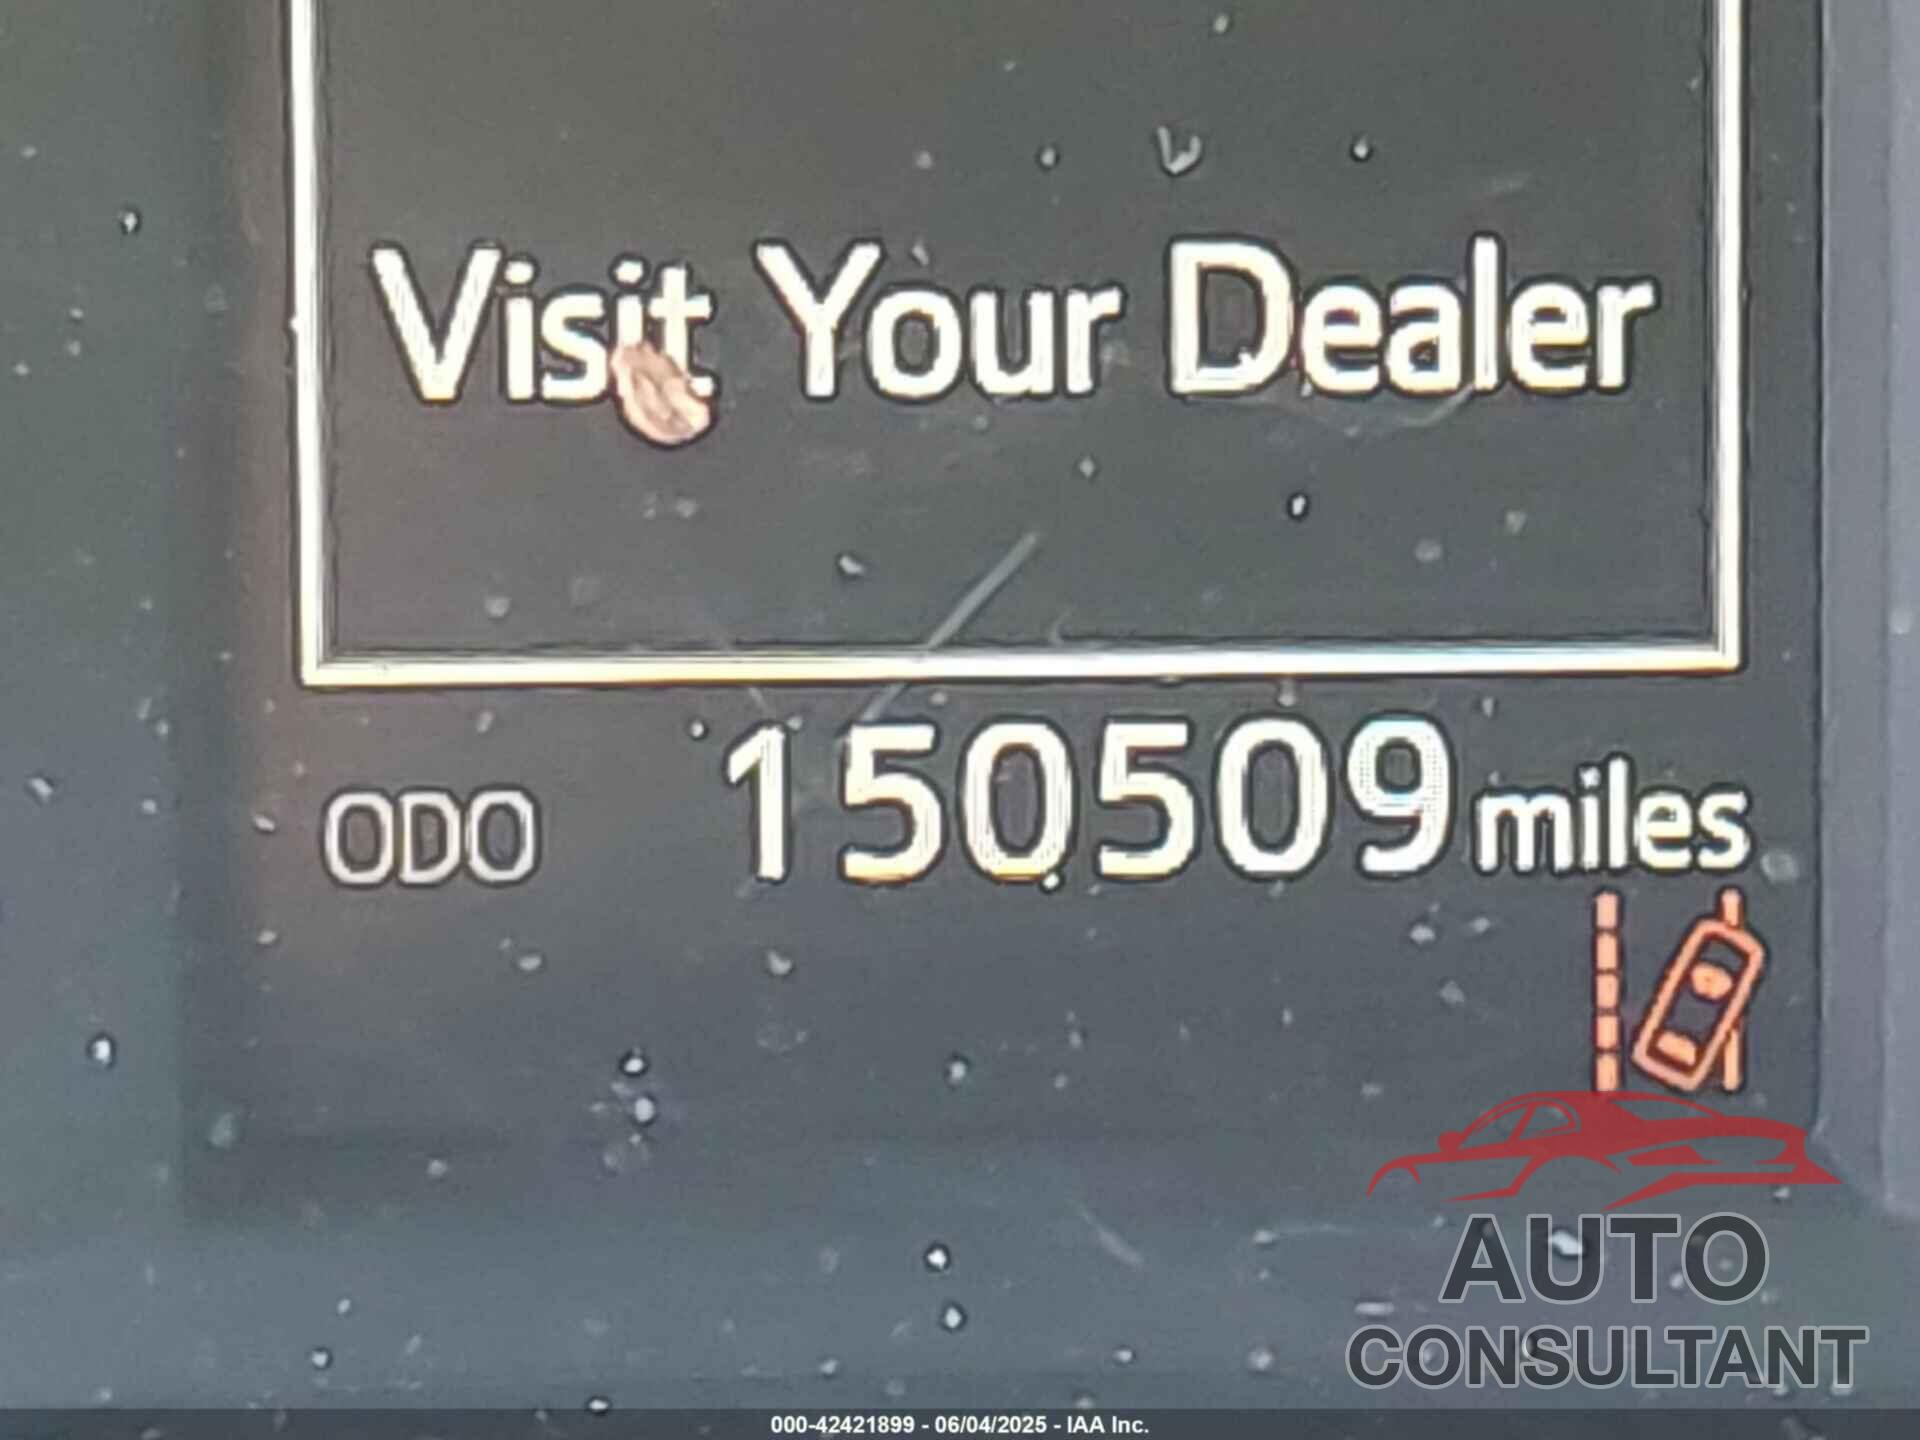 Visit Your Dealer
ODO 150509 miles
AUTO
CONSULTANT
000-42421899 - 06/04/2025 - IAA Inc.